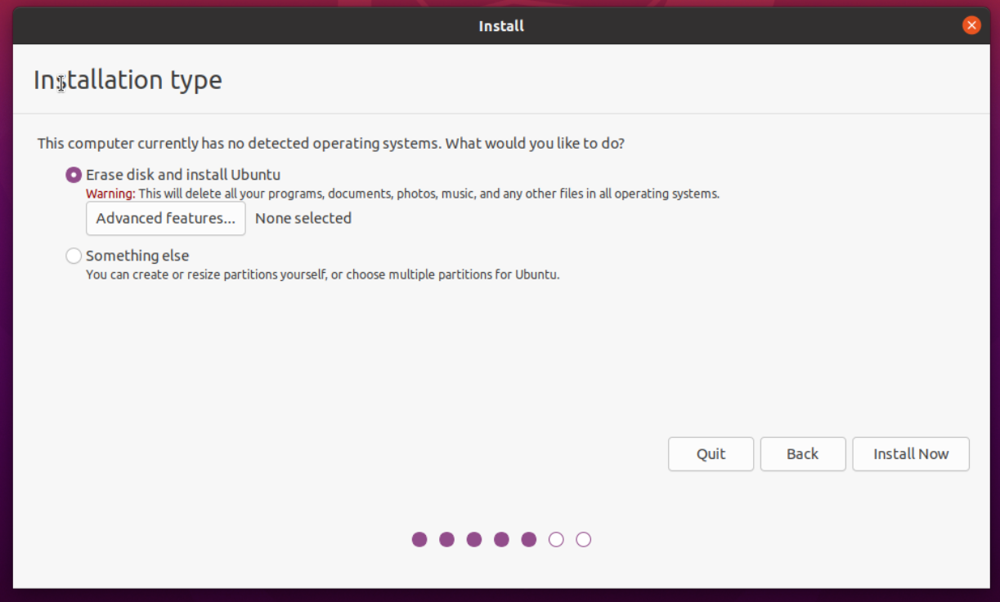 Install
Installation type
This computer currently has no detected operating systems. What would you like to do?
Erase disk and install Ubuntu
Warning: This will delete all your programs, documents, photos, music, and any other files in all operating systems.
Advanced features... None selected
Something else
You can create or resize partitions yourself, or choose multiple partitions for Ubuntu.
Quit Back Install Now